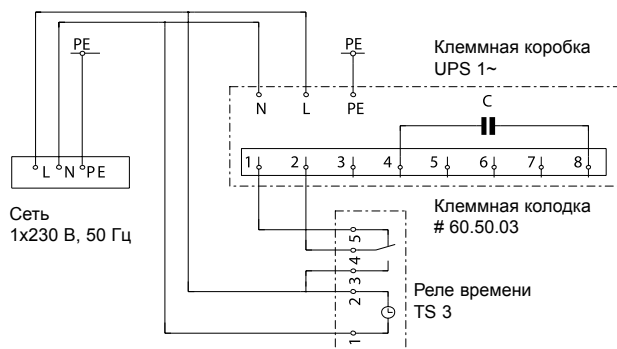 PE
PE
Клеммная коробка
UPS 1~
N L PE
C
1 2 3 4 5 6 7 8
L N PE
Сеть
1x230 В, 50 Гц
Клеммная колодка
# 60.50.03
5
4
3
2
1
Реле времени
TS 3